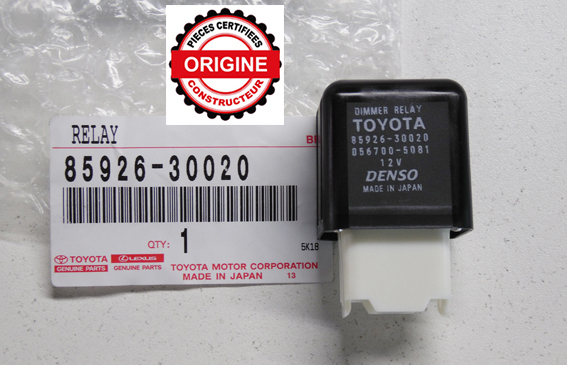 PIECES CERTIFIEES
ORIGINE
CONSTRUCTEUR
RELAY
85926-30020
QTY: 1
5K18
TOYOTA
GENUINE PARTS
LEXUS
GENUINE PARTS
TOYOTA MOTOR CORPORATION
MADE IN JAPAN 13
DIMMER RELAY
TOYOTA
85926-30020
056700-5081
12V
DENSO
MADE IN JAPAN